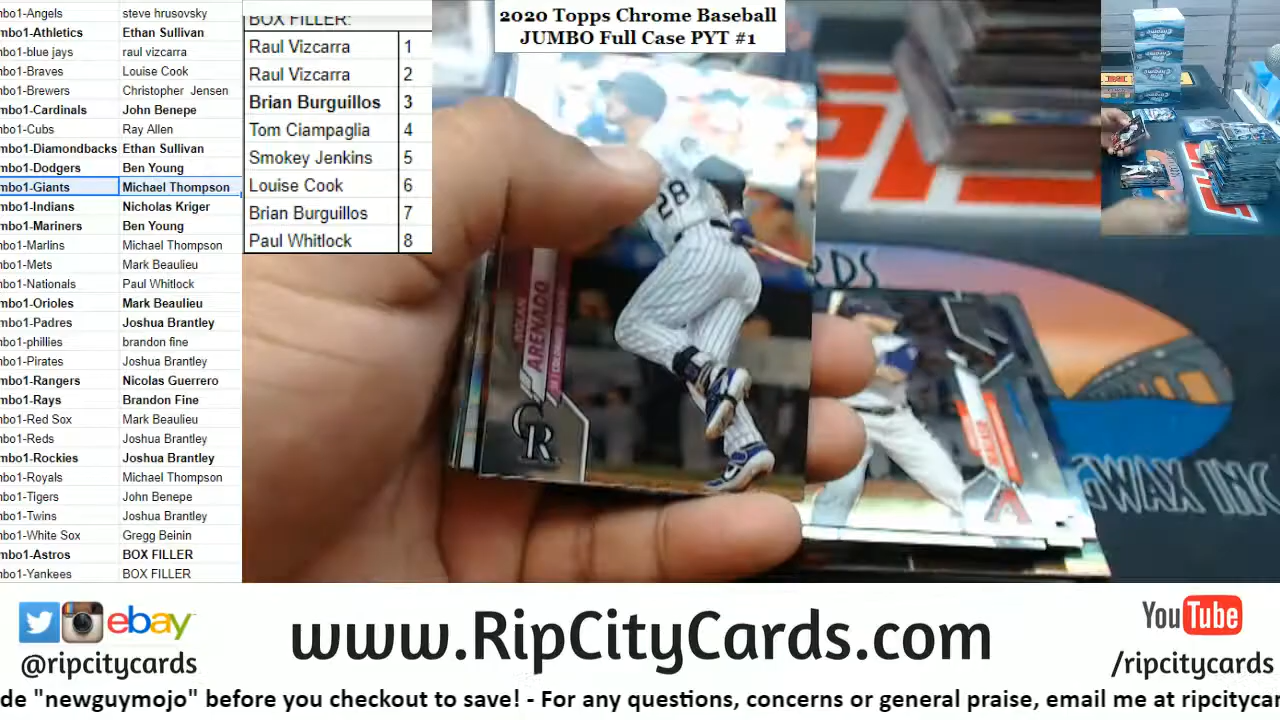 mbo1-Angels steve hrusovsky
mbo1-Athletics Ethan Sullivan
mbo1-blue jays raul vizcarra
mbo1-Braves Louise Cook
mbo1-Brewers Christopher Jensen
mbo1-Cardinals John Benepe
mbo1-Cubs Ray Allen
mbo1-Diamondbacks Ethan Sullivan
mbo1-Dodgers Ben Young
mbo1-Giants Michael Thompson
mbo1-Indians Nicholas Kriger
mbo1-Mariners Ben Young
mbo1-Marlins Michael Thompson
mbo1-Mets Mark Beaulieu
mbo1-Nationals Paul Whitlock
mbo1-Orioles Mark Beaulieu
mbo1-Padres Joshua Brantley
mbo1-phillies brandon fine
mbo1-Pirates Joshua Brantley
mbo1-Rangers Nicolas Guerrero
mbo1-Rays Brandon Fine
mbo1-Red Sox Mark Beaulieu
mbo1-Reds Joshua Brantley
mbo1-Rockies Joshua Brantley
mbo1-Royals Michael Thompson
mbo1-Tigers John Benepe
mbo1-Twins Joshua Brantley
mbo1-White Sox Gregg Beinin
mbo1-Astros BOX FILLER
mbo1-Yankees BOX FILLER
BOX FILLER:
Raul Vizcarra 1
Raul Vizcarra 2
Brian Burguillos 3
Tom Ciampaglia 4
Smokey Jenkins 5
Louise Cook 6
Brian Burguillos 7
Paul Whitlock 8
2020 Topps Chrome Baseball
JUMBO Full Case PYT #1
28
NOLAN
ARENADO
CR
RDS
GWAX INC
ebay
@ripcitycards
www.RipCityCards.com
YouTube
/ripcitycards
de "newguymojo" before you checkout to save! - For any questions, concerns or general praise, email me at ripcitycar